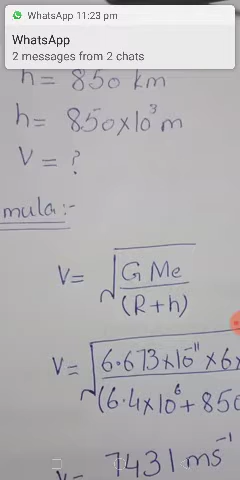 WhatsApp 11:23 pm
WhatsApp
2 messages from 2 chats
h = 850 km
h = 850×10³ m
V = ?
mula:-
V = √GMe/(R+h)
V = √6.673×10⁻¹¹×6×/(6.4×10⁶+850
V = 7431 ms⁻¹